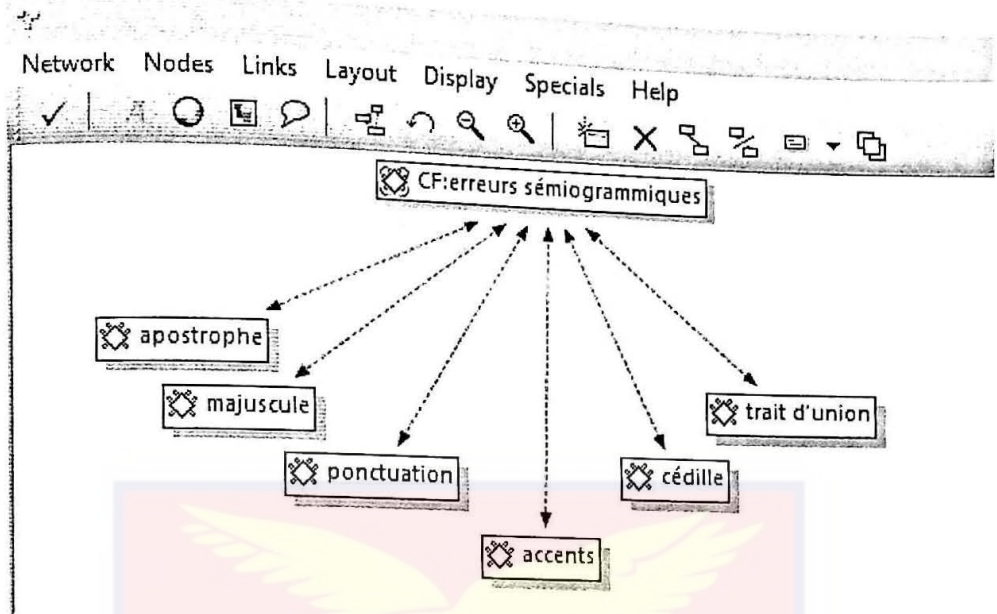 Network Nodes Links Layout Display Specials Help
CF:erreurs sémiogrammiques
apostrophe
majuscule
trait d'union
ponctuation
cédille
accents